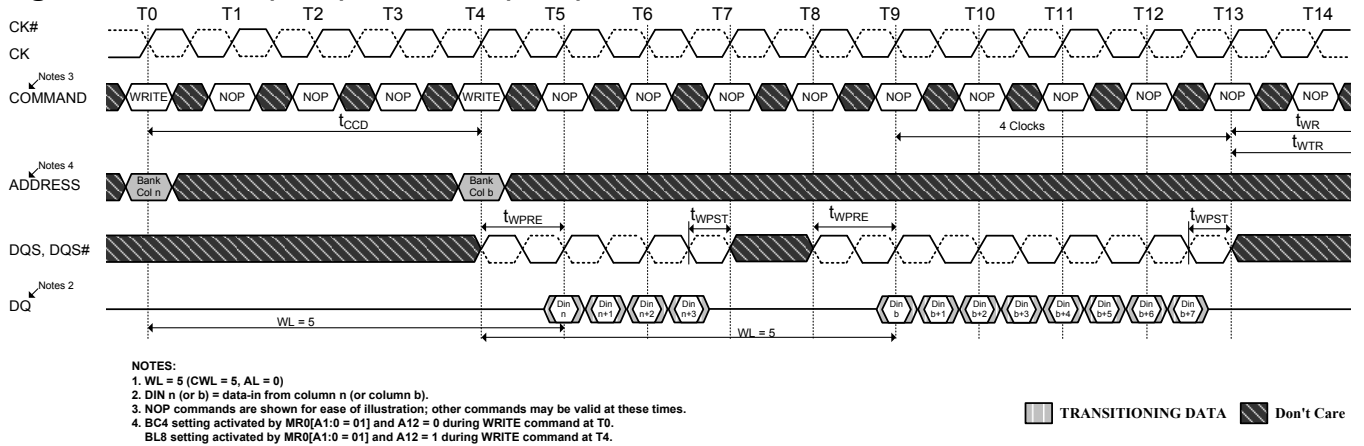 T0 T1 T2 T3 T4 T5 T6 T7 T8 T9 T10 T11 T12 T13 T14
CK#
CK
Notes 3
COMMAND
WRITE NOP NOP NOP WRITE NOP NOP NOP NOP NOP NOP NOP NOP NOP NOP
tCCD
4 Clocks
tWR
tWTR
Notes 4
ADDRESS
Bank Col n
Bank Col b
tWPRE
tWPST
tWPRE
tWPST
DQS, DQS#
Notes 2
DQ
Din n
Din n+1
Din n+2
Din n+3
Din b
Din b+1
Din b+2
Din b+3
Din b+4
Din b+5
Din b+6
Din b+7
WL = 5
WL = 5
NOTES:
1. WL = 5 (CWL = 5, AL = 0)
2. DIN n (or b) = data-in from column n (or column b).
3. NOP commands are shown for ease of illustration; other commands may be valid at these times.
4. BC4 setting activated by MR0[A1:0 = 01] and A12 = 0 during WRITE command at T0.
BL8 setting activated by MR0[A1:0 = 01] and A12 = 1 during WRITE command at T4.
TRANSITIONING DATA
Don't Care